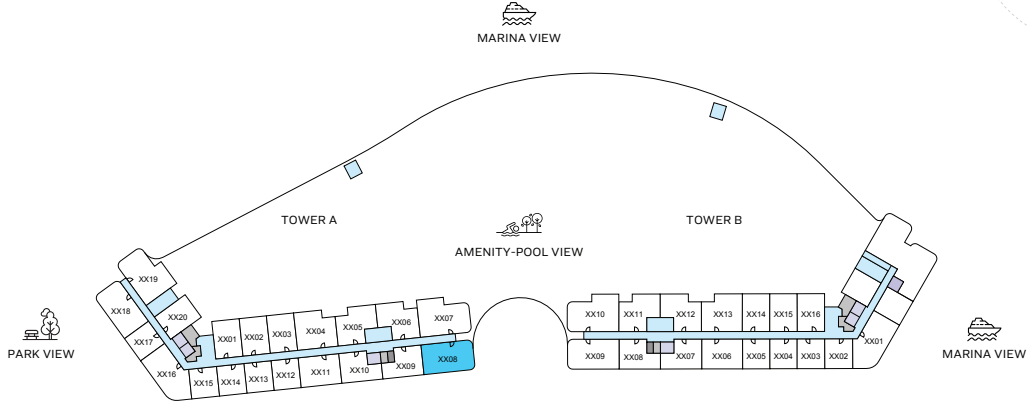 MARINA VIEW
TOWER A
TOWER B
AMENITY-POOL VIEW
PARK VIEW
MARINA VIEW
XX19
XX18
XX20
XX17
XX16
XX01
XX02
XX03
XX04
XX05
XX06
XX07
XX15
XX14
XX13
XX12
XX11
XX10
XX09
XX08
XX10
XX11
XX12
XX13
XX14
XX15
XX16
XX09
XX08
XX07
XX06
XX05
XX04
XX03
XX02
XX01